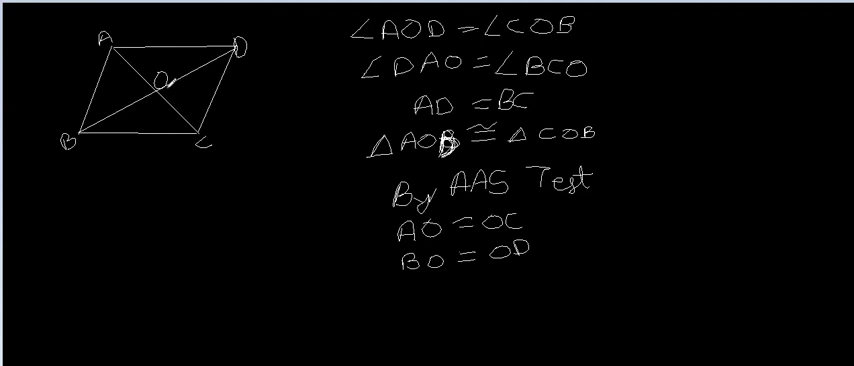 A
D
O
B
C
∠AOD = ∠COB
∠DAO = ∠BCO
AD = BC
△AOD ≅ △COB
By AAS Test
AO = OC
BO = OD